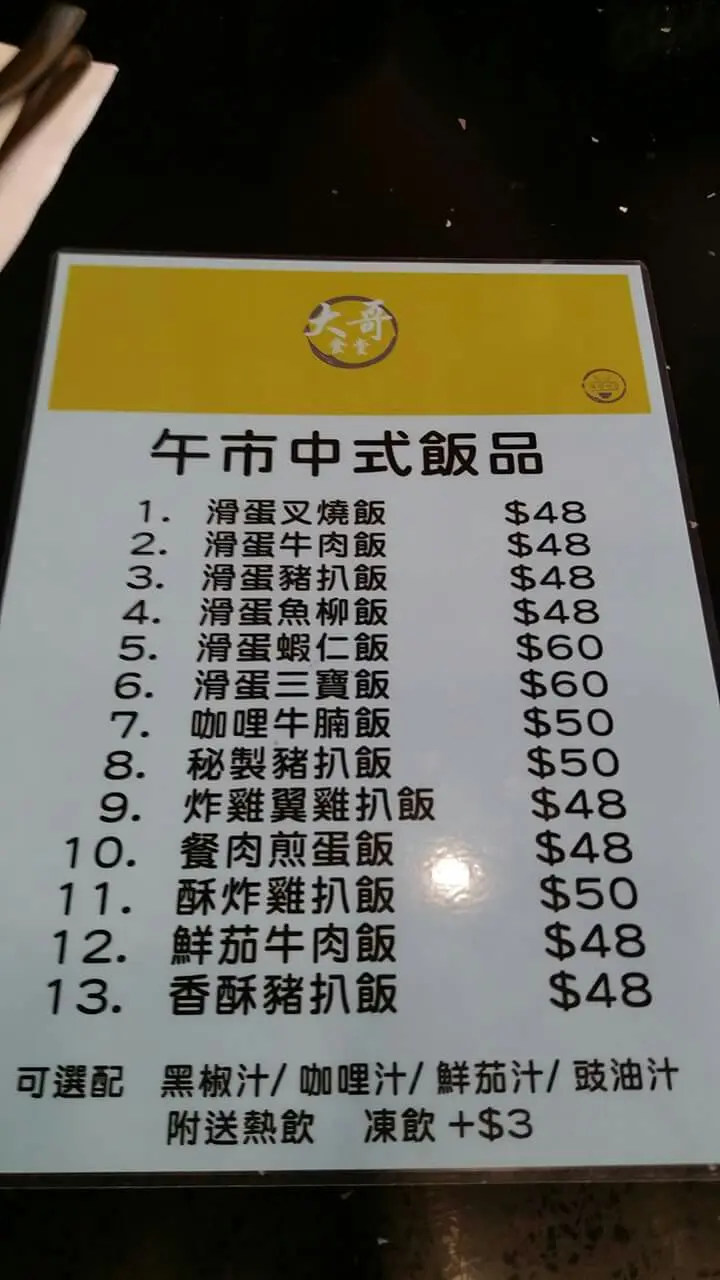 大哥
食堂
午市中式飯品
1. 滑蛋叉燒飯 $48
2. 滑蛋牛肉飯 $48
3. 滑蛋豬扒飯 $48
4. 滑蛋魚柳飯 $48
5. 滑蛋蝦仁飯 $60
6. 滑蛋三寶飯 $60
7. 咖哩牛腩飯 $50
8. 秘製豬扒飯 $50
9. 炸雞翼雞扒飯 $48
10. 餐肉煎蛋飯 $48
11. 酥炸雞扒飯 $50
12. 鮮茄牛肉飯 $48
13. 香酥豬扒飯 $48
可選配 黑椒汁/ 咖哩汁/ 鮮茄汁/ 豉油汁
附送熱飲 凍飲 +$3